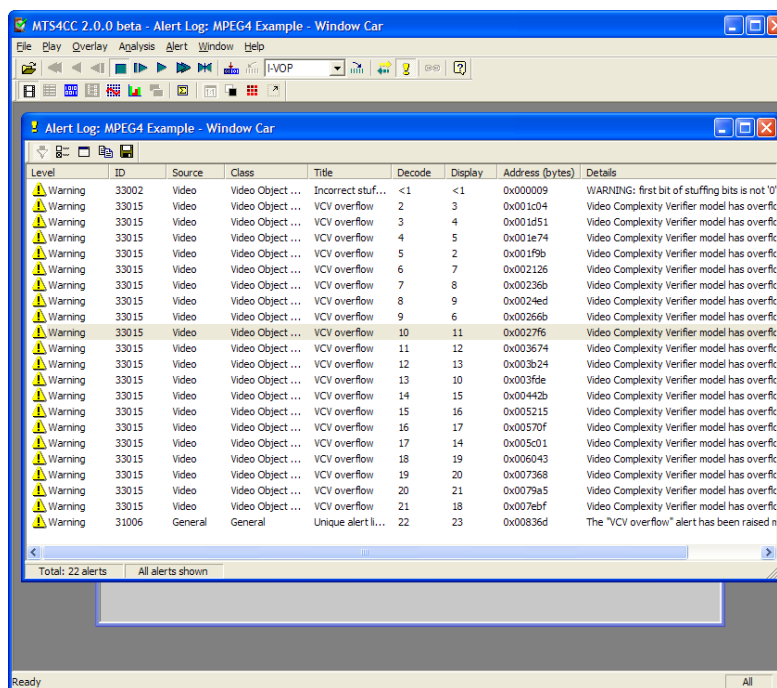 MTS4CC 2.0.0 beta - Alert Log: MPEG4 Example - Window Car
File Play Overlay Analysis Alert Window Help
I-VOP
Alert Log: MPEG4 Example - Window Car
Level ID Source Class Title Decode Display Address (bytes) Details
Warning 33002 Video Video Object ... Incorrect stuf... <1 <1 0x000009 WARNING: first bit of stuffing bits is not '0'
Warning 33015 Video Video Object ... VCV overflow 2 3 0x001c04 Video Complexity Verifier model has overflo
Warning 33015 Video Video Object ... VCV overflow 3 4 0x001d51 Video Complexity Verifier model has overflo
Warning 33015 Video Video Object ... VCV overflow 4 5 0x001e74 Video Complexity Verifier model has overflo
Warning 33015 Video Video Object ... VCV overflow 5 2 0x001f9b Video Complexity Verifier model has overflo
Warning 33015 Video Video Object ... VCV overflow 6 7 0x002126 Video Complexity Verifier model has overflo
Warning 33015 Video Video Object ... VCV overflow 7 8 0x00236b Video Complexity Verifier model has overflo
Warning 33015 Video Video Object ... VCV overflow 8 9 0x0024ed Video Complexity Verifier model has overflo
Warning 33015 Video Video Object ... VCV overflow 9 6 0x00266b Video Complexity Verifier model has overflo
Warning 33015 Video Video Object ... VCV overflow 10 11 0x0027f6 Video Complexity Verifier model has overflo
Warning 33015 Video Video Object ... VCV overflow 11 12 0x003674 Video Complexity Verifier model has overflo
Warning 33015 Video Video Object ... VCV overflow 12 13 0x003b24 Video Complexity Verifier model has overflo
Warning 33015 Video Video Object ... VCV overflow 13 10 0x003fde Video Complexity Verifier model has overflo
Warning 33015 Video Video Object ... VCV overflow 14 15 0x00442b Video Complexity Verifier model has overflo
Warning 33015 Video Video Object ... VCV overflow 15 16 0x005215 Video Complexity Verifier model has overflo
Warning 33015 Video Video Object ... VCV overflow 16 17 0x00570f Video Complexity Verifier model has overflo
Warning 33015 Video Video Object ... VCV overflow 17 14 0x005c01 Video Complexity Verifier model has overflo
Warning 33015 Video Video Object ... VCV overflow 18 19 0x006043 Video Complexity Verifier model has overflo
Warning 33015 Video Video Object ... VCV overflow 19 20 0x007368 Video Complexity Verifier model has overflo
Warning 33015 Video Video Object ... VCV overflow 20 21 0x0079a5 Video Complexity Verifier model has overflo
Warning 33015 Video Video Object ... VCV overflow 21 18 0x007ebf Video Complexity Verifier model has overflo
Warning 31006 General General Unique alert li... 22 23 0x00836d The "VCV overflow" alert has been raised m
Total: 22 alerts All alerts shown
Ready All